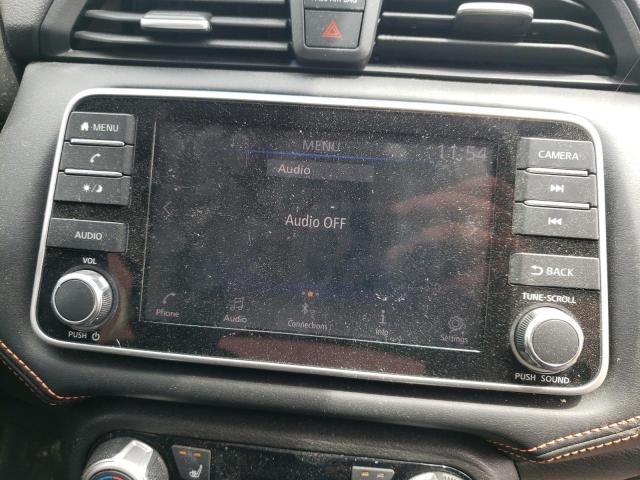 MENU
MENU
11:54
CAMERA
Audio
AUDIO
Audio OFF
BACK
VOL
TUNE·SCROLL
Phone
Audio
Connections
Info
Settings
PUSH
PUSH SOUND